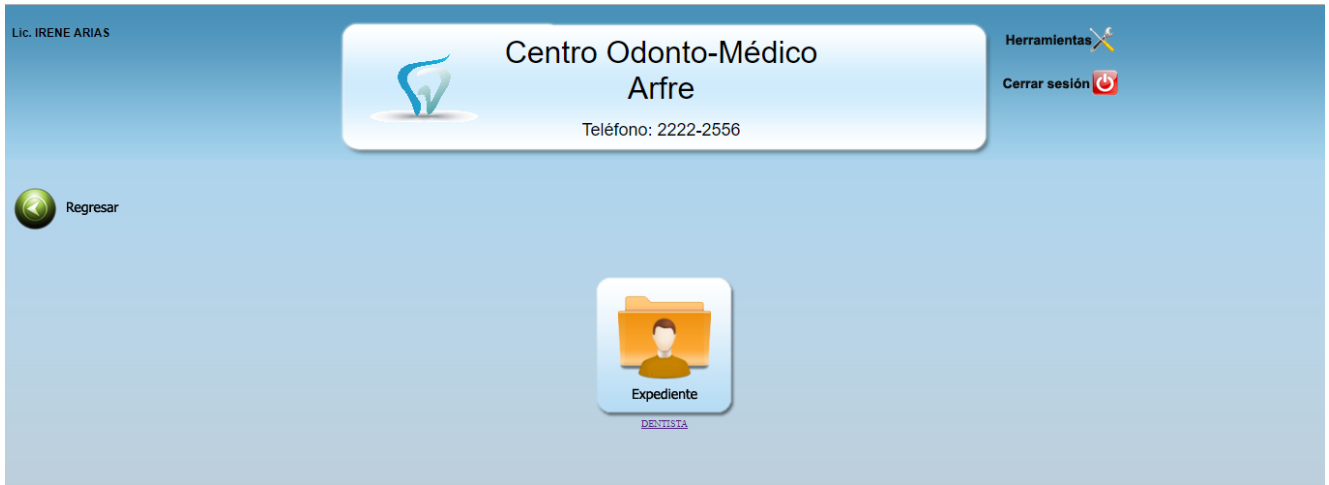 Lic. IRENE ARIAS
Centro Odonto-Médico
Arfre
Teléfono: 2222-2556
Herramientas
Cerrar sesión
Regresar
Expediente
DENTISTA